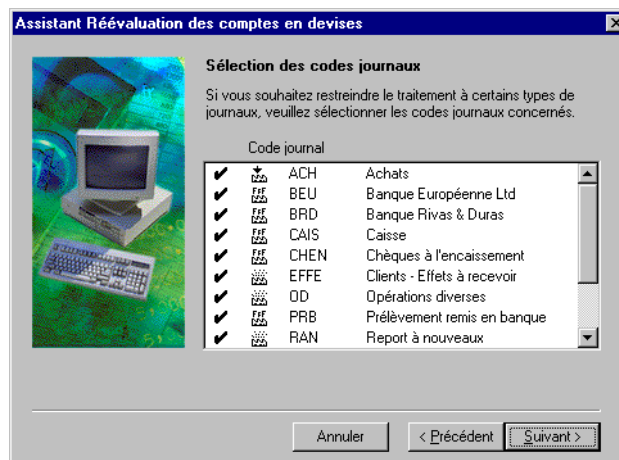 Assistant Réévaluation des comptes en devises
Sélection des codes journaux
Si vous souhaitez restreindre le traitement à certains types de
journaux, veuillez sélectionner les codes journaux concernés.
Code journal
ACH Achats
BEU Banque Européenne Ltd
BRD Banque Rivas & Duras
CAIS Caisse
CHEN Chèques à l'encaissement
EFFE Clients - Effets à recevoir
OD Opérations diverses
PRB Prélèvement remis en banque
RAN Report à nouveaux
Annuler < Précédent Suivant >